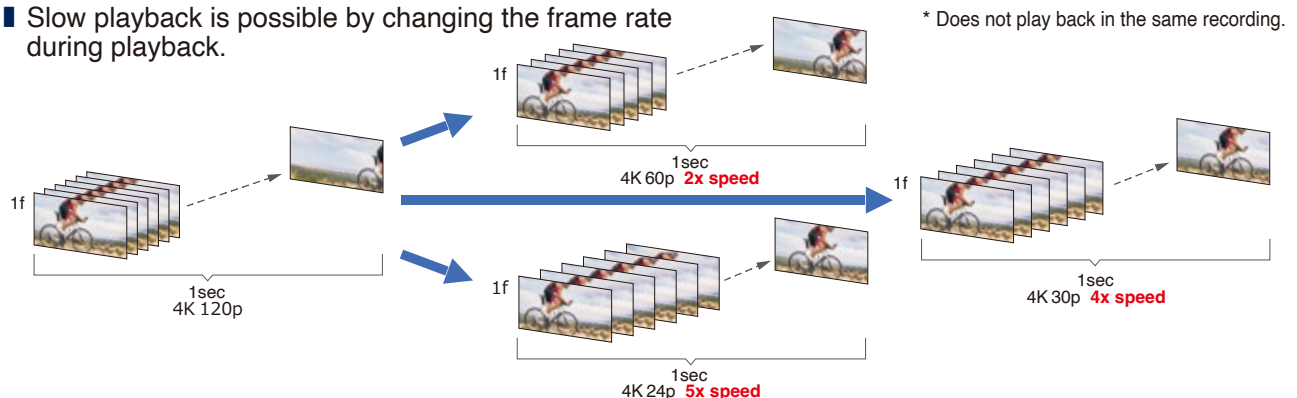 Slow playback is possible by changing the frame rate
during playback.
* Does not play back in the same recording.
1f
1sec
4K 120p
1f
1sec
4K 60p 2x speed
1f
1sec
4K 24p 5x speed
1f
1sec
4K 30p 4x speed